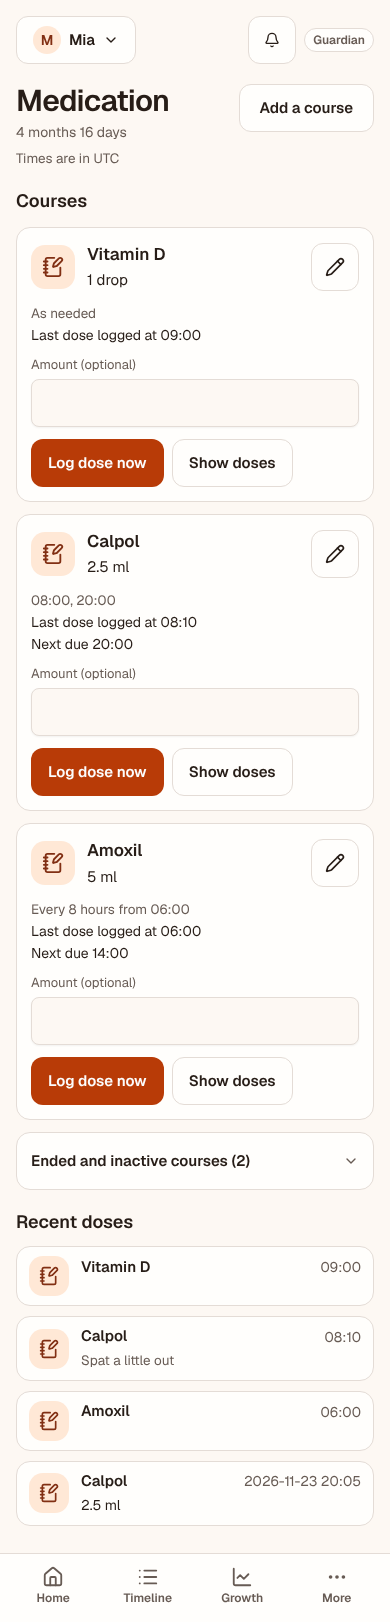 M Mia
Guardian
Medication
Add a course
4 months 16 days
Times are in UTC
Courses
Vitamin D
1 drop
As needed
Last dose logged at 09:00
Amount (optional)
Log dose now
Show doses
Calpol
2.5 ml
08:00, 20:00
Last dose logged at 08:10
Next due 20:00
Amount (optional)
Log dose now
Show doses
Amoxil
5 ml
Every 8 hours from 06:00
Last dose logged at 06:00
Next due 14:00
Amount (optional)
Log dose now
Show doses
Ended and inactive courses (2)
Recent doses
Vitamin D 09:00
Calpol 08:10
Spat a little out
Amoxil 06:00
Calpol 2026-11-23 20:05
2.5 ml
Home
Timeline
Growth
More